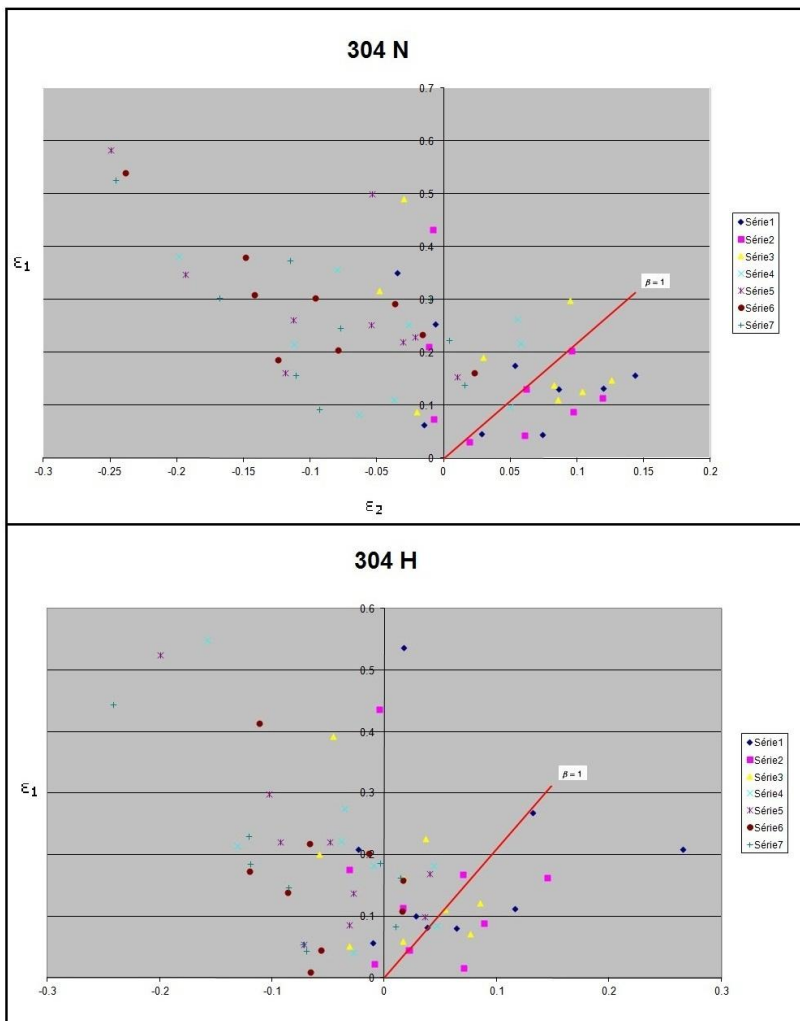 304 N
0.7
0.6
0.5
0.4
0.3
0.2
0.1
0
-0.3 -0.25 -0.2 -0.15 -0.1 -0.05 0 0.05 0.1 0.15 0.2
ε1
ε2
β = 1
Série1
Série2
Série3
Série4
Série5
Série6
Série7
304 H
0.6
0.5
0.4
0.3
0.2
0.1
0
-0.3 -0.2 -0.1 0 0.1 0.2 0.3
ε1
β = 1
Série1
Série2
Série3
Série4
Série5
Série6
Série7